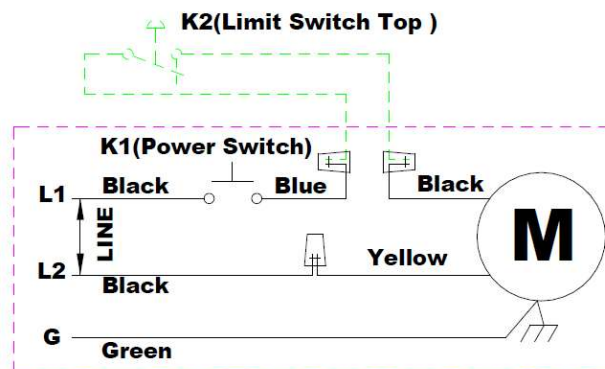 K2(Limit Switch Top )
K1(Power Switch)
L1 Black Blue Black
LINE
M
L2 Black Yellow
G Green